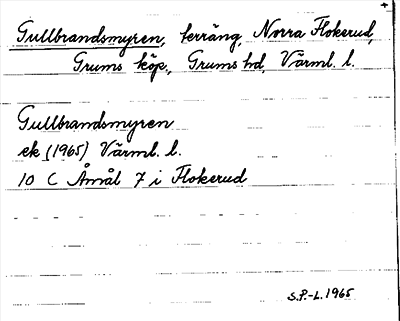 Gullbrandsmyren, terräng, Norra Flokerud,
Grums köp., Grums hd, Värml. l.
Gullbrandsmyren
ek (1965) Värml. l.
10 C Åmål 7 i Flokerud
S.P.-L. 1965